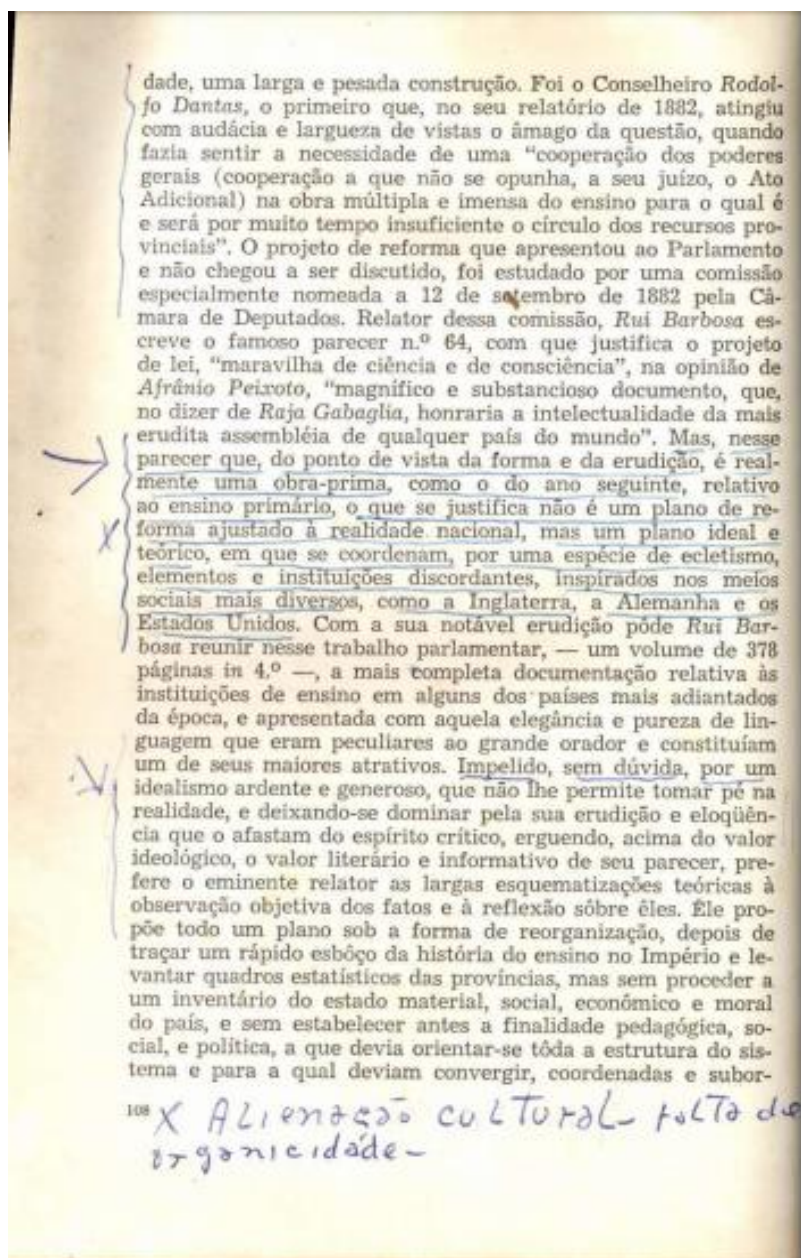 dade, uma larga e pesada construção. Foi o Conselheiro Rodol-
fo Dantas, o primeiro que, no seu relatório de 1882, atingiu
com audácia e largueza de vistas o âmago da questão, quando
fazia sentir a necessidade de uma “cooperação dos poderes
gerais (cooperação a que não se opunha, a seu juízo, o Ato
Adicional) na obra múltipla e imensa do ensino para o qual é
e será por muito tempo insuficiente o círculo dos recursos pro-
vinciais”. O projeto de reforma que apresentou ao Parlamento
e não chegou a ser discutido, foi estudado por uma comissão
especialmente nomeada a 12 de setembro de 1882 pela Câ-
mara de Deputados. Relator dessa comissão, Rui Barbosa es-
creve o famoso parecer n.º 64, com que justifica o projeto
de lei, “maravilha de ciência e de consciência”, na opinião de
Afrânio Peixoto, “magnífico e substancioso documento, que,
no dizer de Raja Gabaglia, honraria a intelectualidade da mais
erudita assembléia de qualquer país do mundo”. Mas, nesse
parecer que, do ponto de vista da forma e da erudição, é real-
mente uma obra-prima, como o do ano seguinte, relativo
ao ensino primário, o que se justifica não é um plano de re-
forma ajustado à realidade nacional, mas um plano ideal e
teórico, em que se coordenam, por uma espécie de ecletismo,
elementos e instituições discordantes, inspirados nos meios
sociais mais diversos, como a Inglaterra, a Alemanha e os
Estados Unidos. Com a sua notável erudição pôde Rui Bar-
bosa reunir nesse trabalho parlamentar, — um volume de 378
páginas in 4.º —, a mais completa documentação relativa às
instituições de ensino em alguns dos países mais adiantados
da época, e apresentada com aquela elegância e pureza de lin-
guagem que eram peculiares ao grande orador e constituíam
um de seus maiores atrativos. Impelido, sem dúvida, por um
idealismo ardente e generoso, que não lhe permite tomar pé na
realidade, e deixando-se dominar pela sua erudição e eloqüên-
cia que o afastam do espírito crítico, erguendo, acima do valor
ideológico, o valor literário e informativo de seu parecer, pre-
fere o eminente relator as largas esquematizações teóricas à
observação objetiva dos fatos e à reflexão sôbre êles. Êle pro-
põe todo um plano sob a forma de reorganização, depois de
traçar um rápido esbôço da história do ensino no Império e le-
vantar quadros estatísticos das províncias, mas sem proceder a
um inventário do estado material, social, econômico e moral
do país, e sem estabelecer antes a finalidade pedagógica, so-
cial, e política, a que devia orientar-se tôda a estrutura do sis-
tema e para a qual deviam convergir, coordenadas e subor-
108
X Alienação cultural - falta de
organicidade -